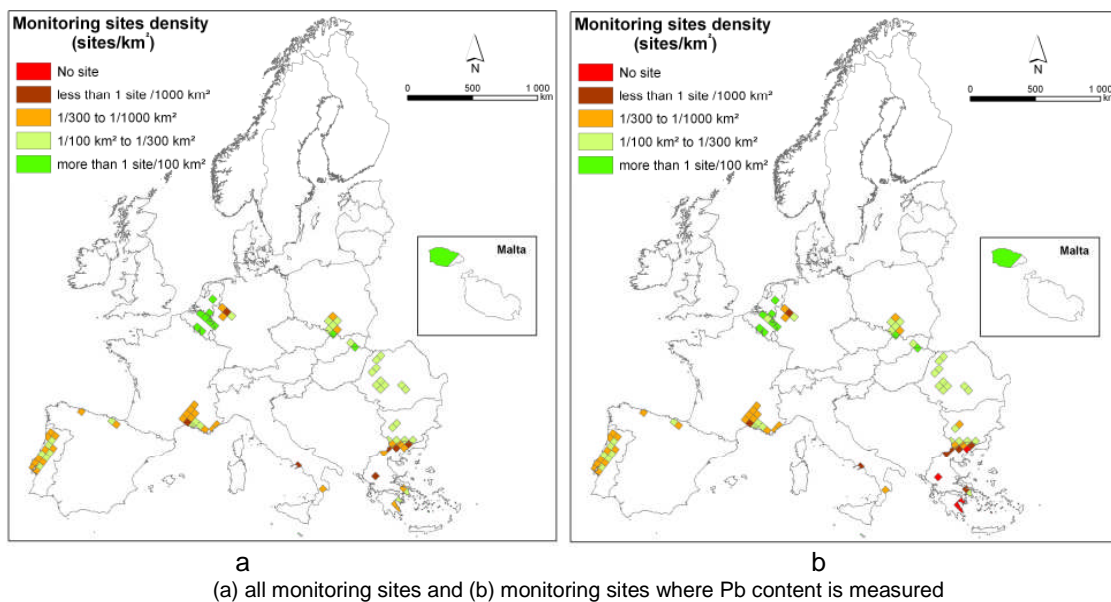 Monitoring sites density
(sites/km²)
No site
less than 1 site /1000 km²
1/300 to 1/1000 km²
1/100 km² to 1/300 km²
more than 1 site/100 km²
N
0 500 1 000
km
Malta
Monitoring sites density
(sites/km²)
No site
less than 1 site /1000 km²
1/300 to 1/1000 km²
1/100 km² to 1/300 km²
more than 1 site/100 km²
N
0 500 1 000
km
Malta
a
b
(a) all monitoring sites and (b) monitoring sites where Pb content is measured